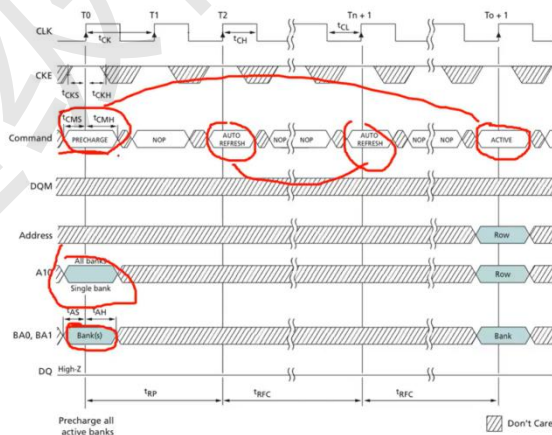 T0 T1 T2 Tn + 1 To + 1
CLK tCK tCH tCL
CKE
tCKS tCKH
tCMS tCMH
Command PRECHARGE NOP AUTO REFRESH NOP NOP AUTO REFRESH NOP NOP ACTIVE
DQM
Address Row
All banks
A10 Row
Single bank
tAS tAH
BA0, BA1 Bank(s) Bank
DQ High-Z
tRP tRFC tRFC
Precharge all
active banks
Don't Care